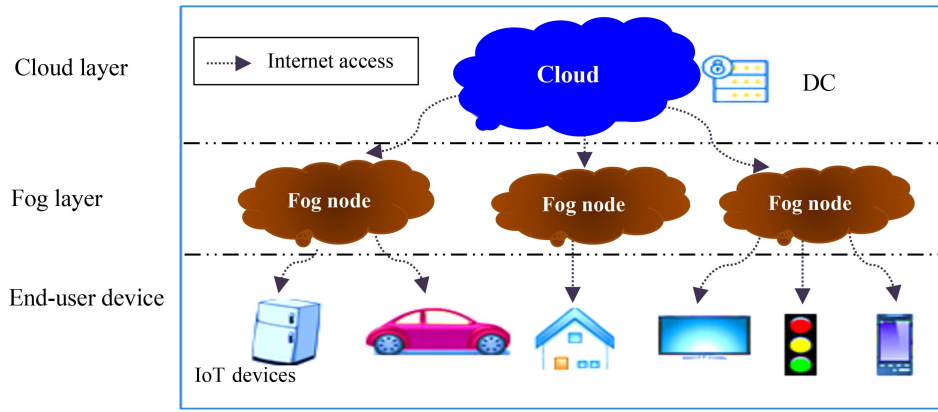 Cloud layer
Internet access
Cloud
DC
Fog layer
Fog node
Fog node
Fog node
End-user device
IoT devices